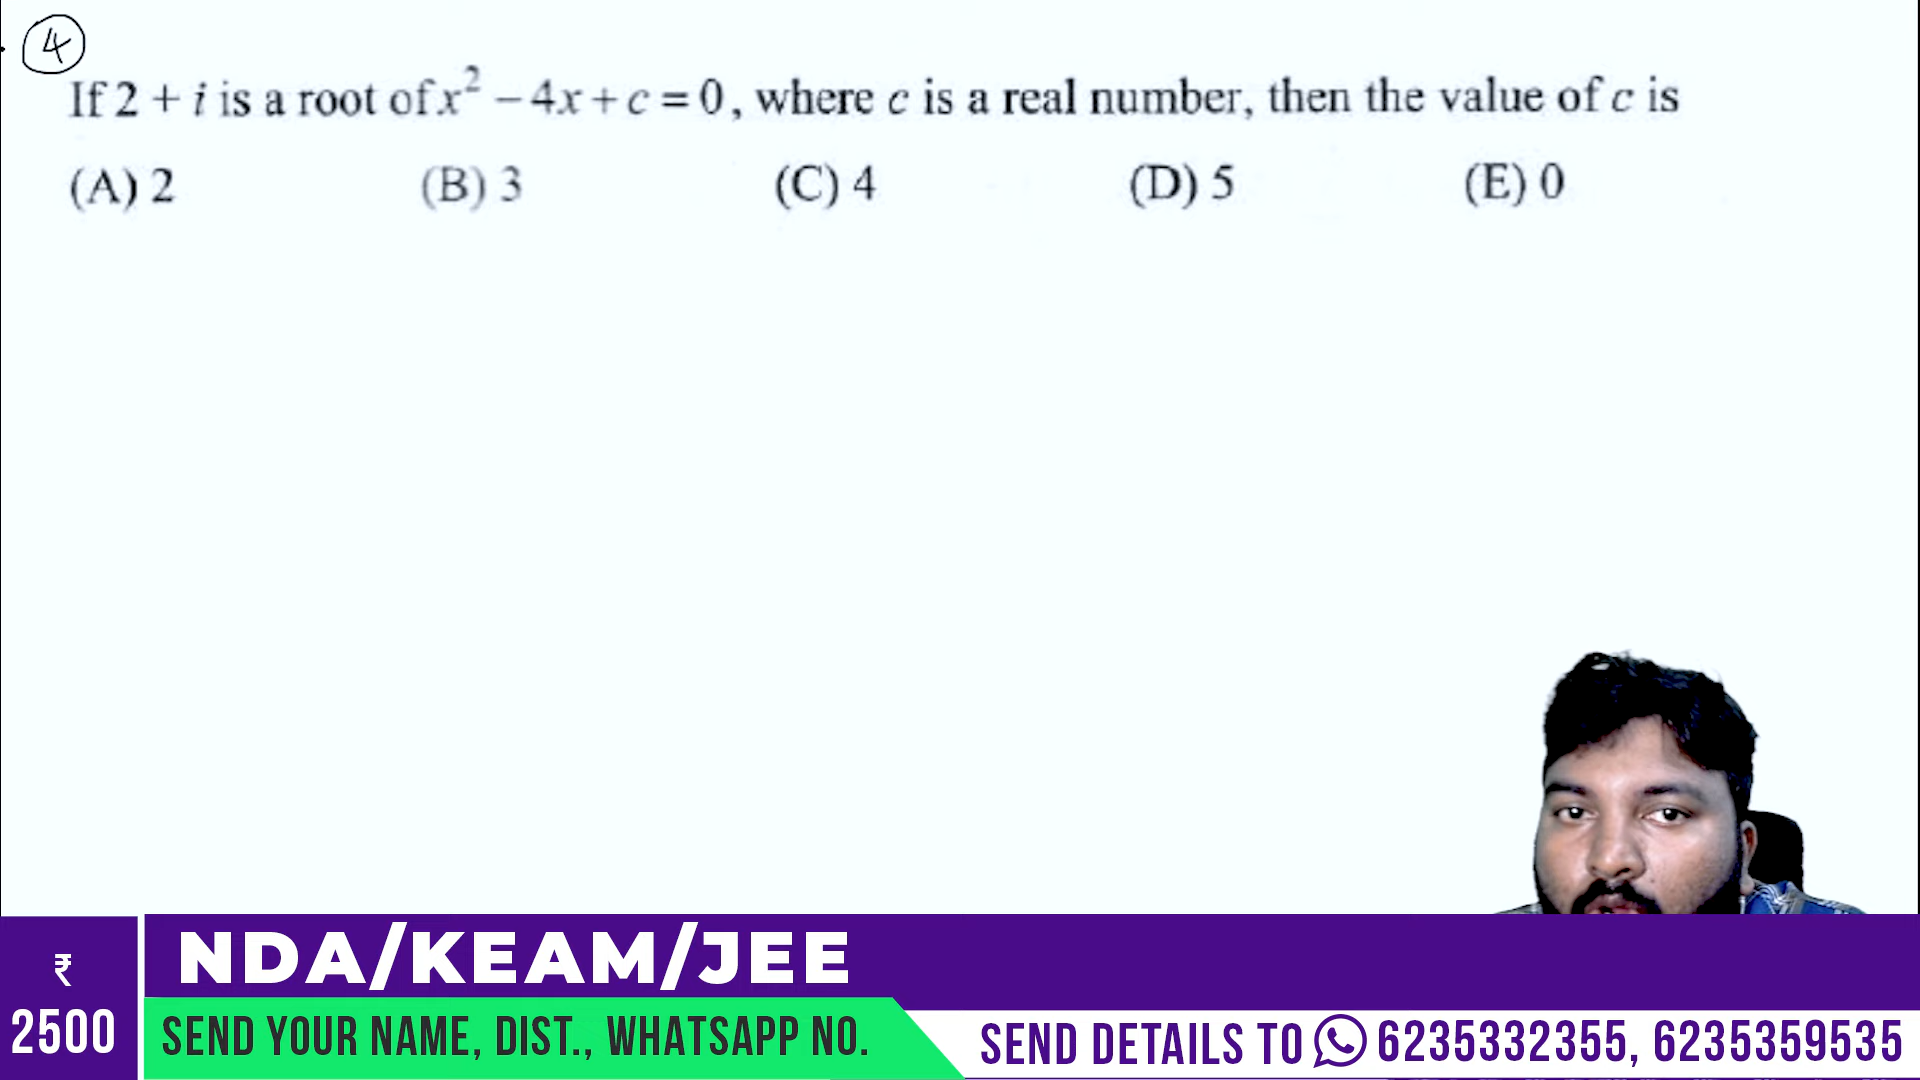 ④
If 2 + i is a root of x² − 4x + c = 0, where c is a real number, then the value of c is
(A) 2 (B) 3 (C) 4 (D) 5 (E) 0
₹
2500
NDA/KEAM/JEE
SEND YOUR NAME, DIST., WHATSAPP NO.
SEND DETAILS TO 6235332355, 6235359535